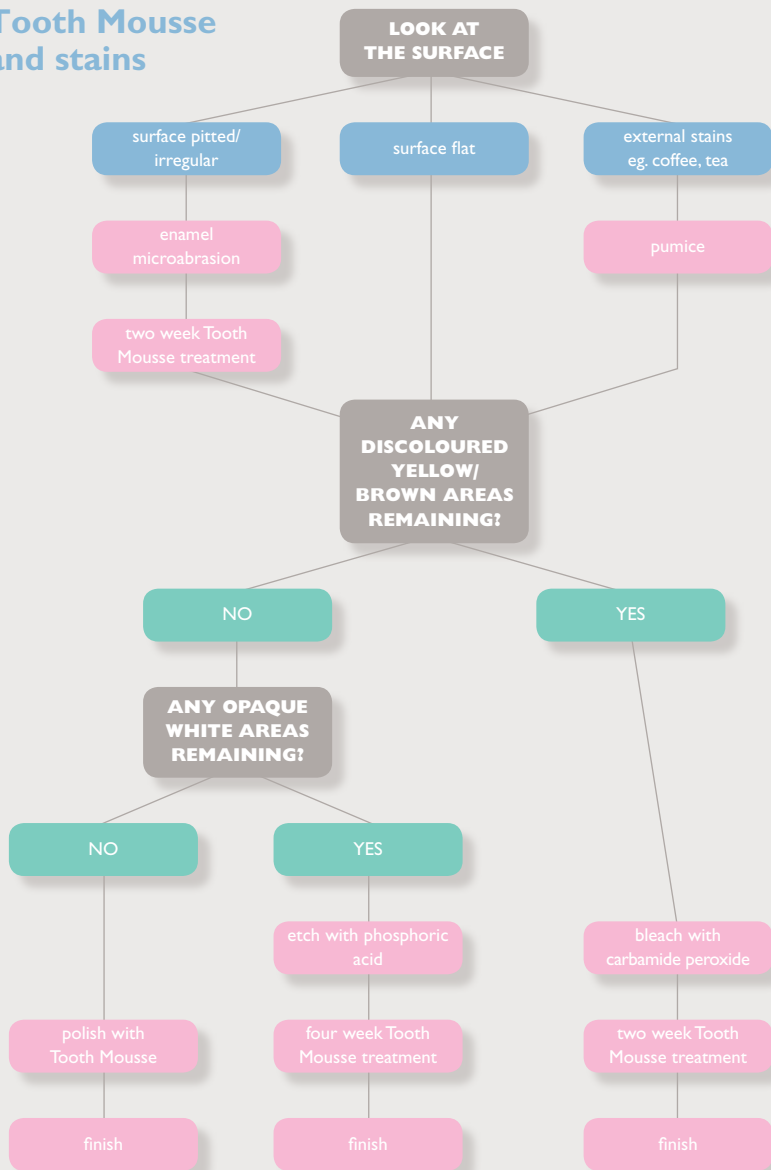 Tooth Mousse
and stains
LOOK AT
THE SURFACE
surface pitted/
irregular
surface flat
external stains
eg. coffee, tea
enamel
microabrasion
pumice
two week Tooth
Mousse treatment
ANY
DISCOLOURED
YELLOW/
BROWN AREAS
REMAINING?
NO
YES
ANY OPAQUE
WHITE AREAS
REMAINING?
NO
YES
etch with phosphoric
acid
bleach with
carbamide peroxide
polish with
Tooth Mousse
four week Tooth
Mousse treatment
two week Tooth
Mousse treatment
finish
finish
finish